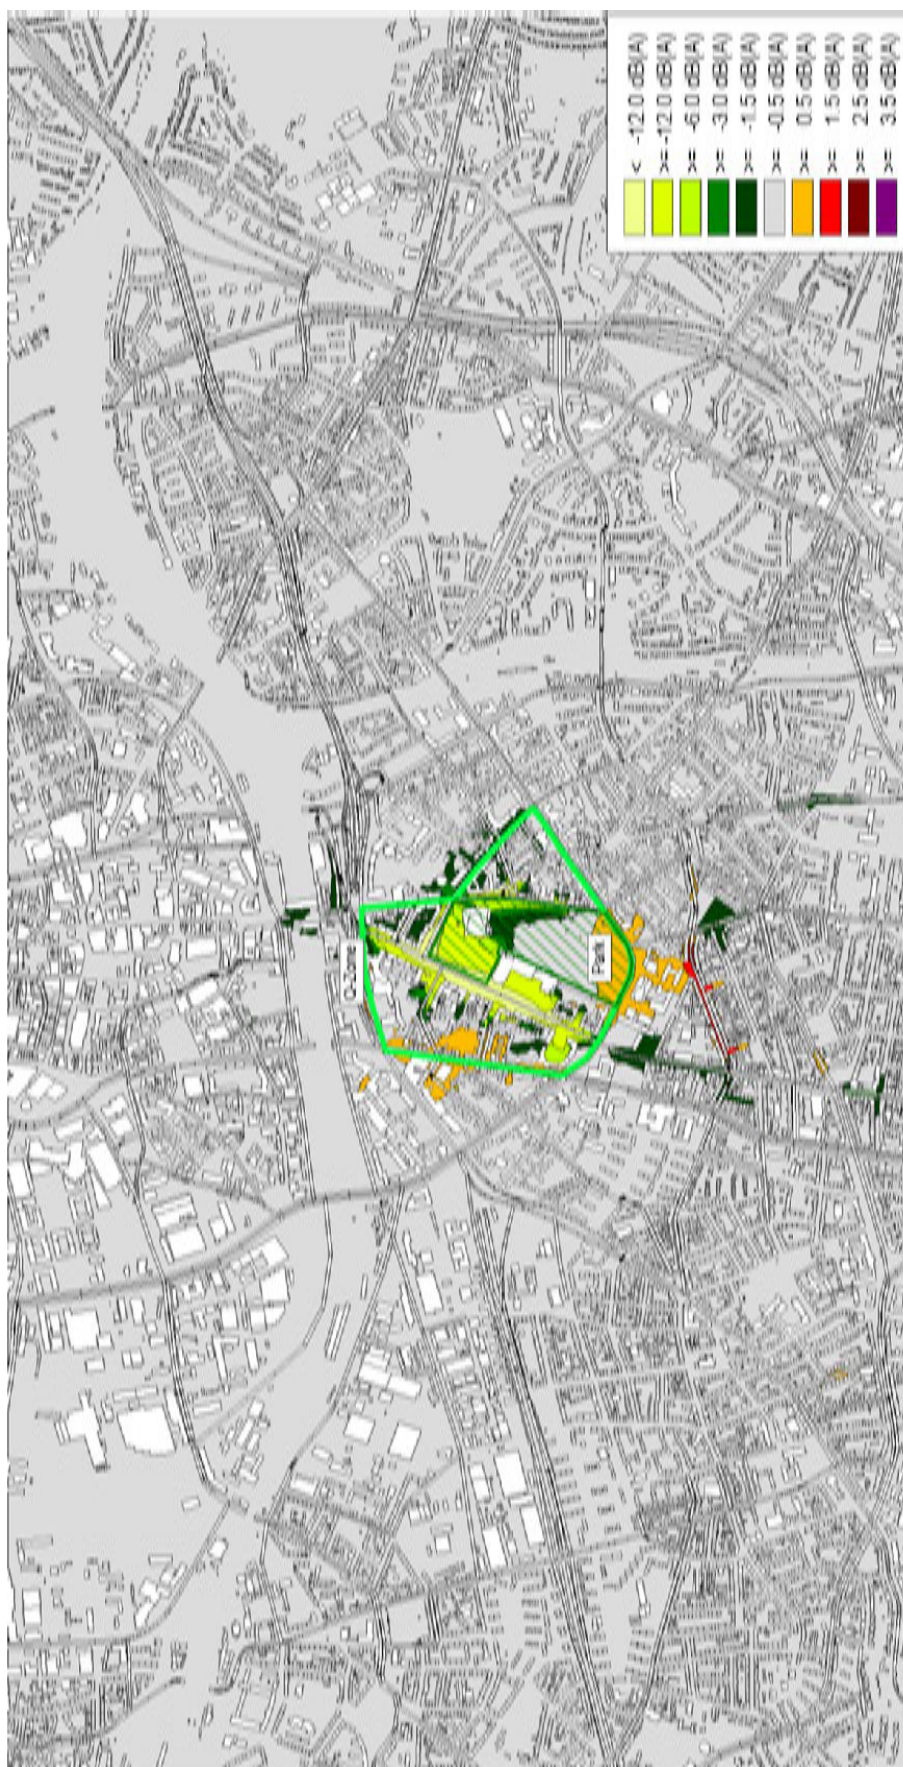 < -12.0 dB(A)
>= -12.0 dB(A)
>= -6.0 dB(A)
>= -3.0 dB(A)
>= -1.5 dB(A)
>= -0.5 dB(A)
>= 0.5 dB(A)
>= 1.5 dB(A)
>= 2.5 dB(A)
>= 3.5 dB(A)
Q-Zone
Park